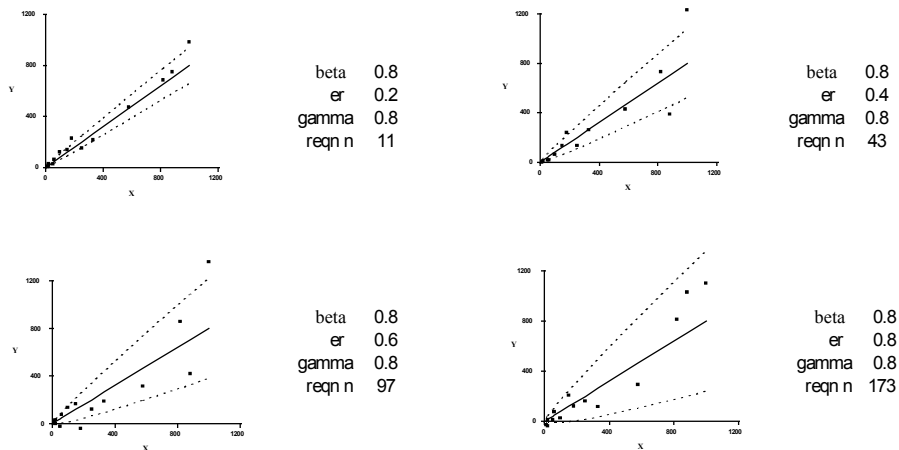 1200
800
Y
400
0
0 400 800 1200
X
beta 0.8
er 0.2
gamma 0.8
reqn n 11
1200
800
Y
400
0
0 400 800 1200
X
beta 0.8
er 0.4
gamma 0.8
reqn n 43
1200
800
Y
400
0
0 400 800 1200
X
beta 0.8
er 0.6
gamma 0.8
reqn n 97
1200
800
Y
400
0
0 400 800 1200
X
beta 0.8
er 0.8
gamma 0.8
reqn n 173